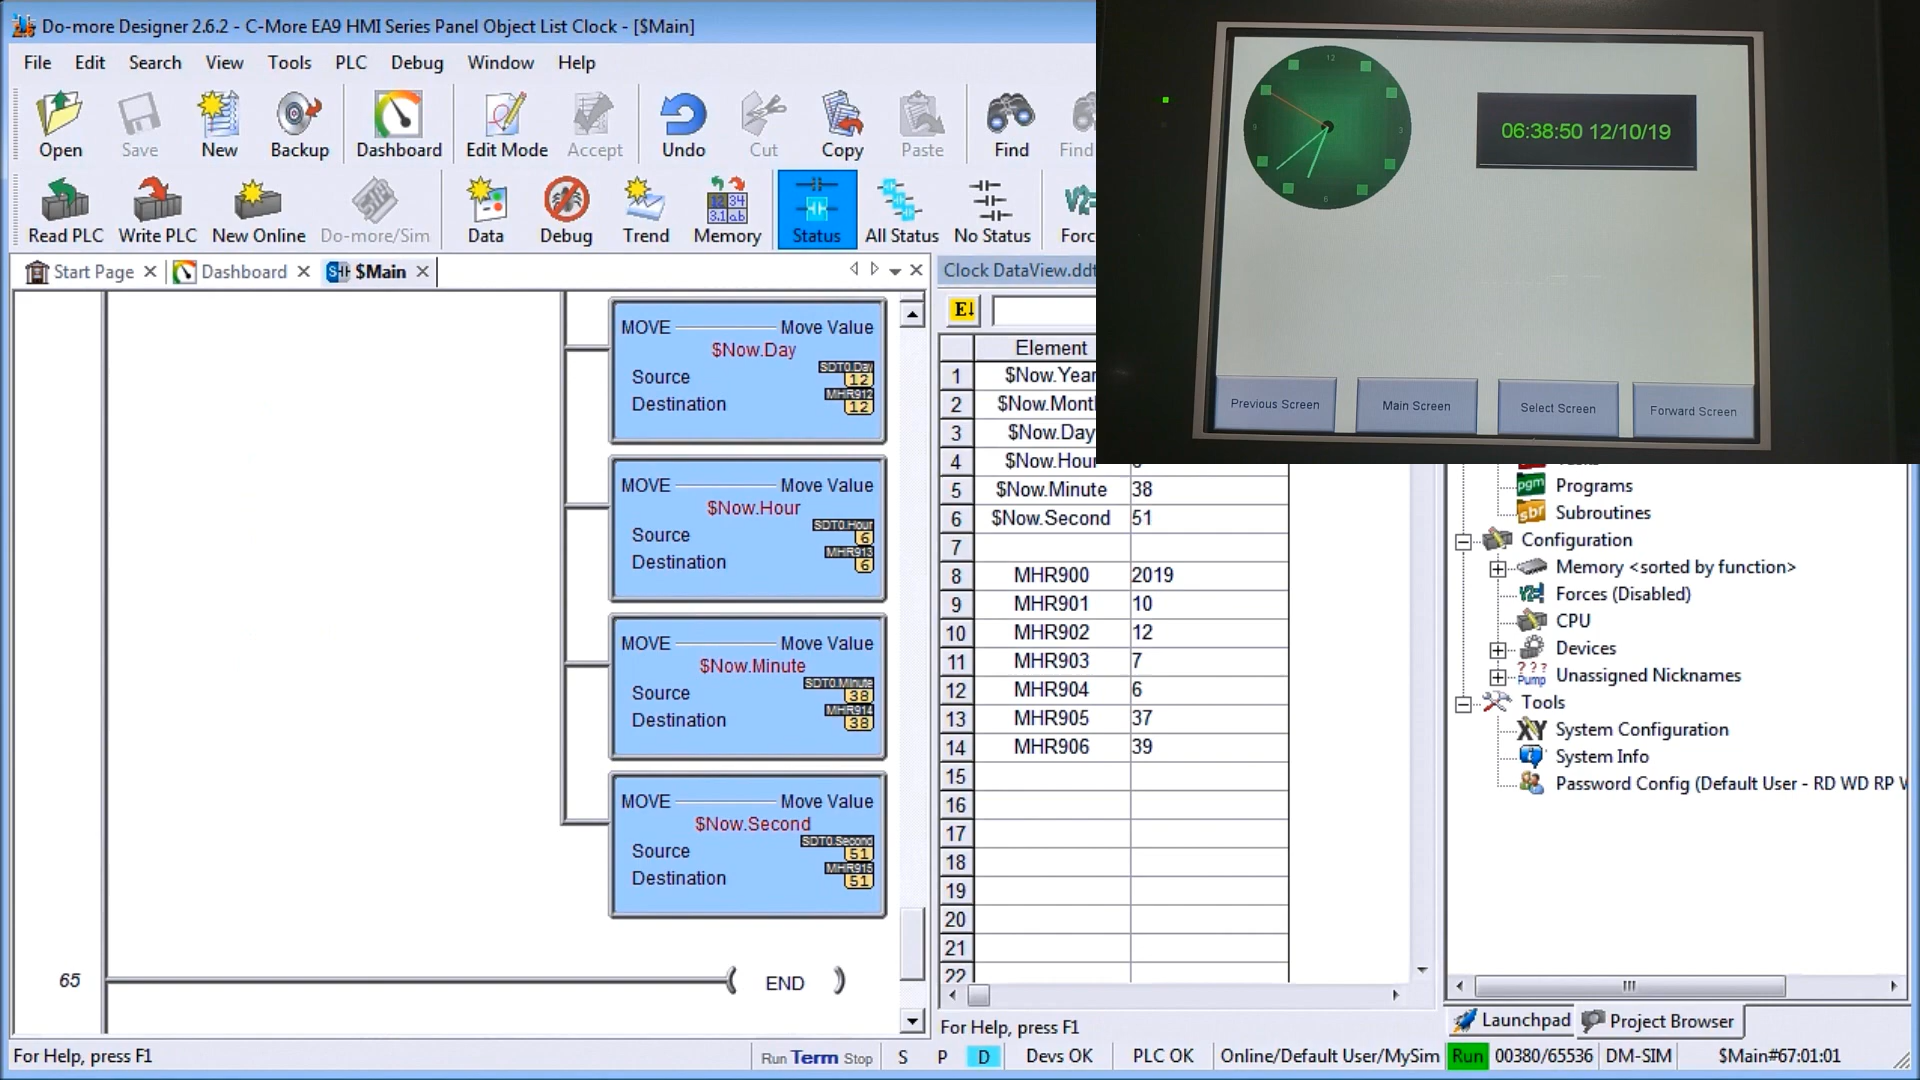 Do-more Designer 2.6.2 - C-More EA9 HMI Series Panel Object List Clock - [$Main]
File Edit Search View Tools PLC Debug Window Help
Open Save New Backup Dashboard Edit Mode Accept Undo Cut Copy Paste Find Find
Read PLC Write PLC New Online Do-more/Sim Data Debug Trend Memory Status All Status No Status Forc
Start Page Dashboard $Main
MOVE Move Value
$Now.Day
SDT0.Day
Source 12
MHR912
Destination 12
MOVE Move Value
$Now.Hour
SDT0.Hour
Source 6
MHR913
Destination 6
MOVE Move Value
$Now.Minute
SDT0.Minute
Source 38
MHR914
Destination 38
MOVE Move Value
$Now.Second
SDT0.Second
Source 51
MHR915
Destination 51
65 END
Clock DataView.ddt
Element
1 $Now.Year
2 $Now.Month
3 $Now.Day
4 $Now.Hour
5 $Now.Minute 38
6 $Now.Second 51
7
8 MHR900 2019
9 MHR901 10
10 MHR902 12
11 MHR903 7
12 MHR904 6
13 MHR905 37
14 MHR906 39
15
16
17
18
19
20
21
22
For Help, press F1
12
3
6
9
06:38:50 12/10/19
Previous Screen Main Screen Select Screen Forward Screen
Programs
Subroutines
Configuration
Memory <sorted by function>
Forces (Disabled)
CPU
Devices
Unassigned Nicknames
Tools
System Configuration
System Info
Password Config (Default User - RD WD RP W
Launchpad Project Browser
For Help, press F1 Run Term Stop S P D Devs OK PLC OK Online/Default User/MySim Run 00380/65536 DM-SIM $Main#67:01:01